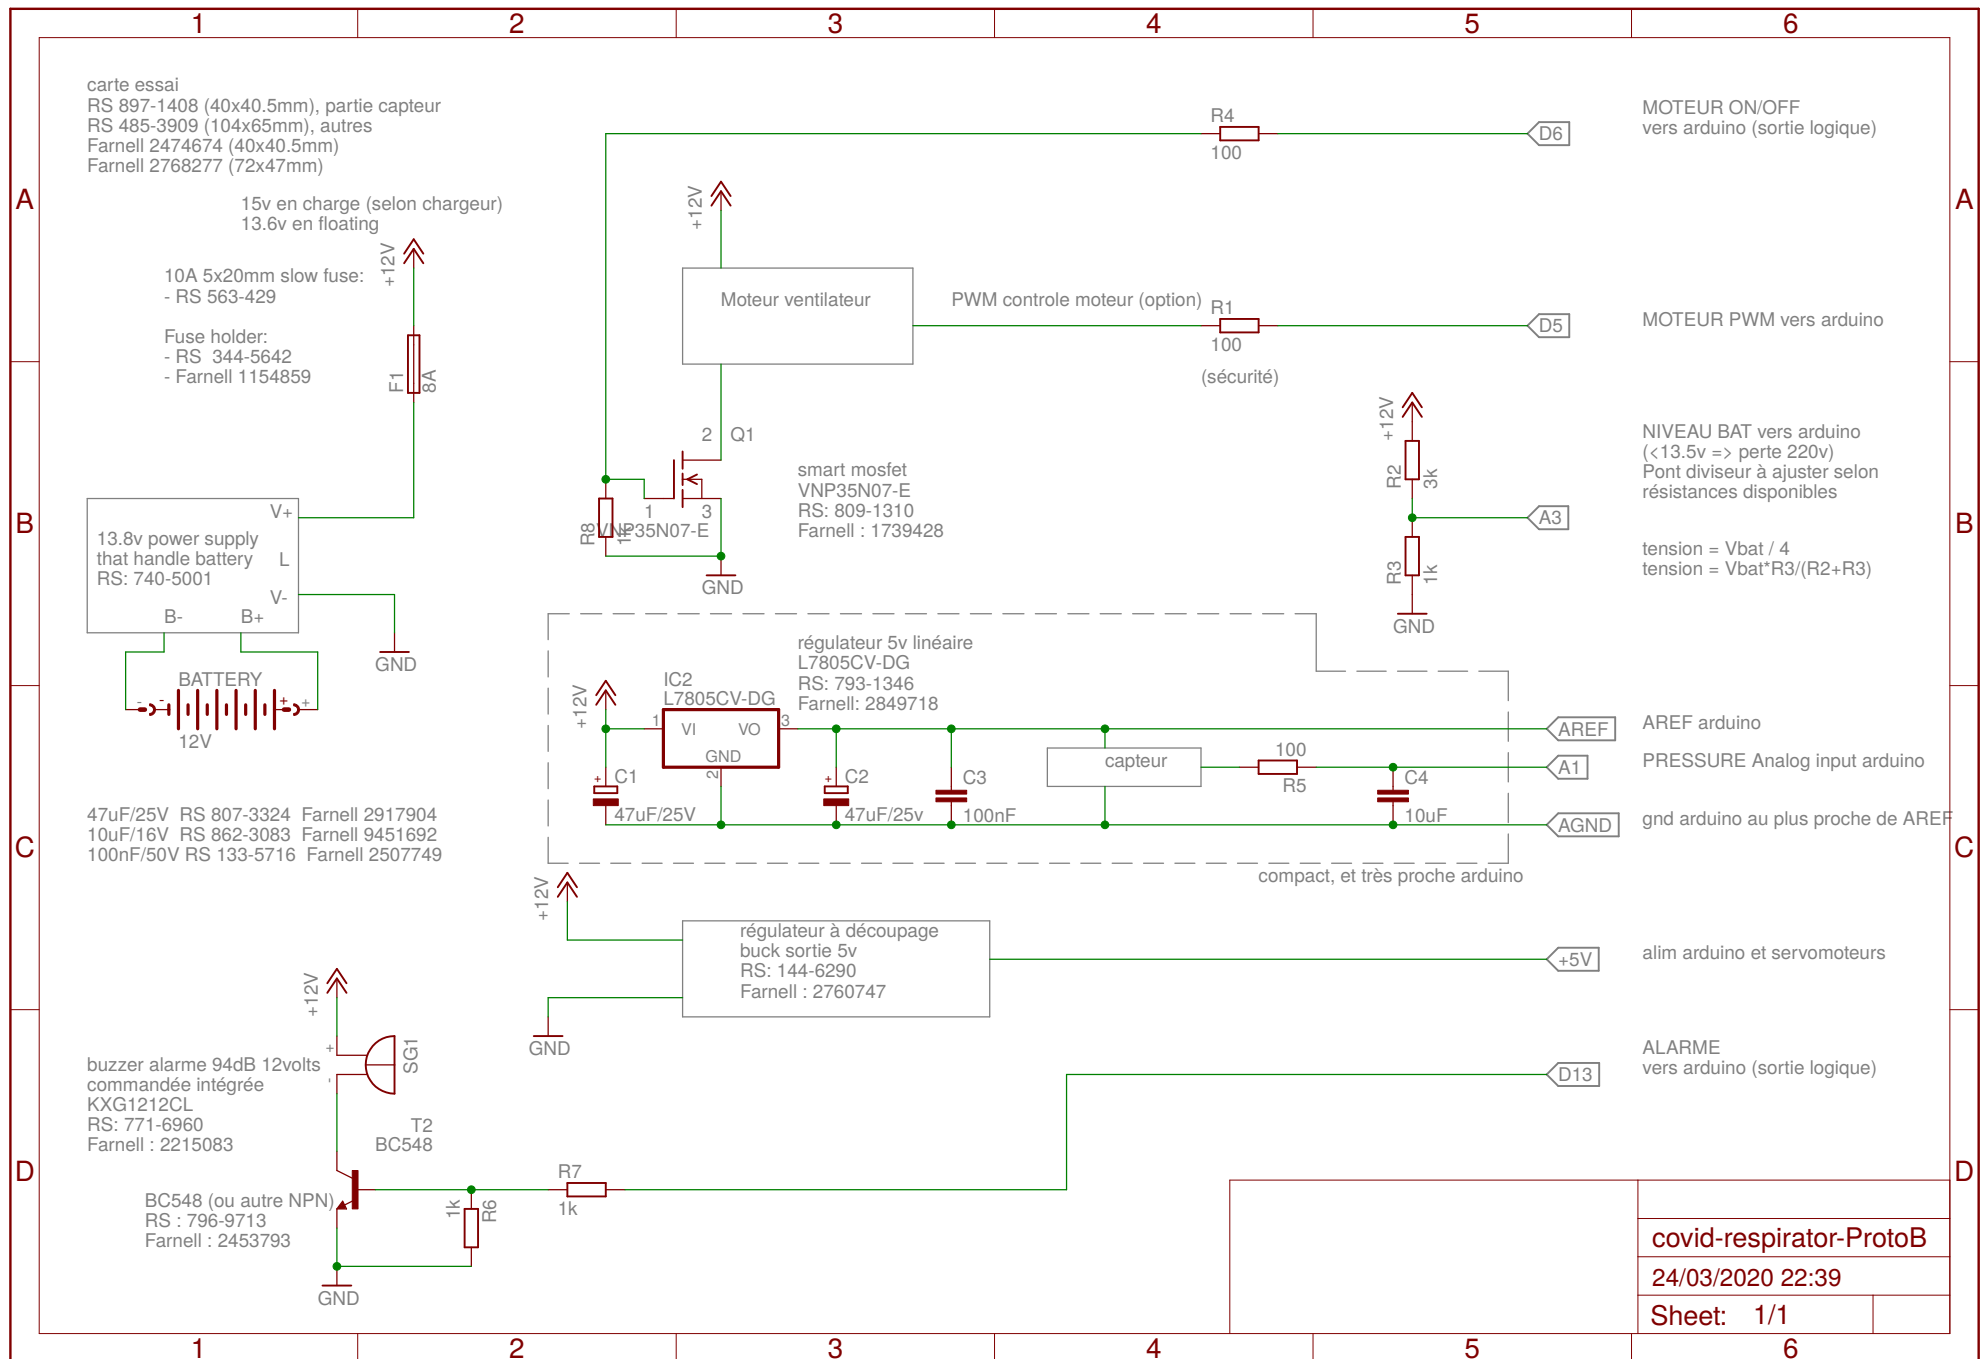 1 2 3 4 5 6
A
B
C
D
A
B
C
D
carte essai
RS 897-1408 (40x40.5mm), partie capteur
RS 485-3909 (104x65mm), autres
Farnell 2474674 (40x40.5mm)
Farnell 2768277 (72x47mm)
15v en charge (selon chargeur)
13.6v en floating
+12V
10A 5x20mm slow fuse:
- RS 563-429
Fuse holder:
- RS  344-5642
- Farnell 1154859
F1
8A
V+
13.8v power supply
that handle battery
RS: 740-5001
L
V-
B-
B+
GND
BATTERY
- -
+ +
12V
R4
100
D6
MOTEUR ON/OFF
vers arduino (sortie logique)
+12V
Moteur ventilateur
PWM controle moteur (option)
R1
100
(sécurité)
D5
MOTEUR PWM vers arduino
2
Q1
1
3
R8
1k
VNP35N07-E
GND
smart mosfet
VNP35N07-E
RS: 809-1310
Farnell : 1739428
+12V
R2
3k
A3
R3
1k
GND
NIVEAU BAT vers arduino
(<13.5v => perte 220v)
Pont diviseur à ajuster selon
résistances disponibles
tension = Vbat / 4
tension = Vbat*R3/(R2+R3)
régulateur 5v linéaire
L7805CV-DG
RS: 793-1346
Farnell: 2849718
+12V
IC2
L7805CV-DG
1
VI
VO
3
GND
2
+
C1
47uF/25V
+
C2
47uF/25v
C3
100nF
capteur
100
R5
C4
10uF
AREF
AREF arduino
A1
PRESSURE Analog input arduino
AGND
gnd arduino au plus proche de AREF
compact, et très proche arduino
47uF/25V  RS 807-3324  Farnell 2917904
10uF/16V  RS 862-3083  Farnell 9451692
100nF/50V RS 133-5716  Farnell 2507749
+12V
régulateur à découpage
buck sortie 5v
RS: 144-6290
Farnell : 2760747
GND
+5V
alim arduino et servomoteurs
+12V
+
-
SG1
buzzer alarme 94dB 12volts
commandée intégrée
KXG1212CL
RS: 771-6960
Farnell : 2215083
T2
BC548
BC548 (ou autre NPN)
RS : 796-9713
Farnell : 2453793
1k
R6
R7
1k
GND
D13
ALARME
vers arduino (sortie logique)
covid-respirator-ProtoB
24/03/2020 22:39
Sheet: 1/1
1 2 3 4 5 6